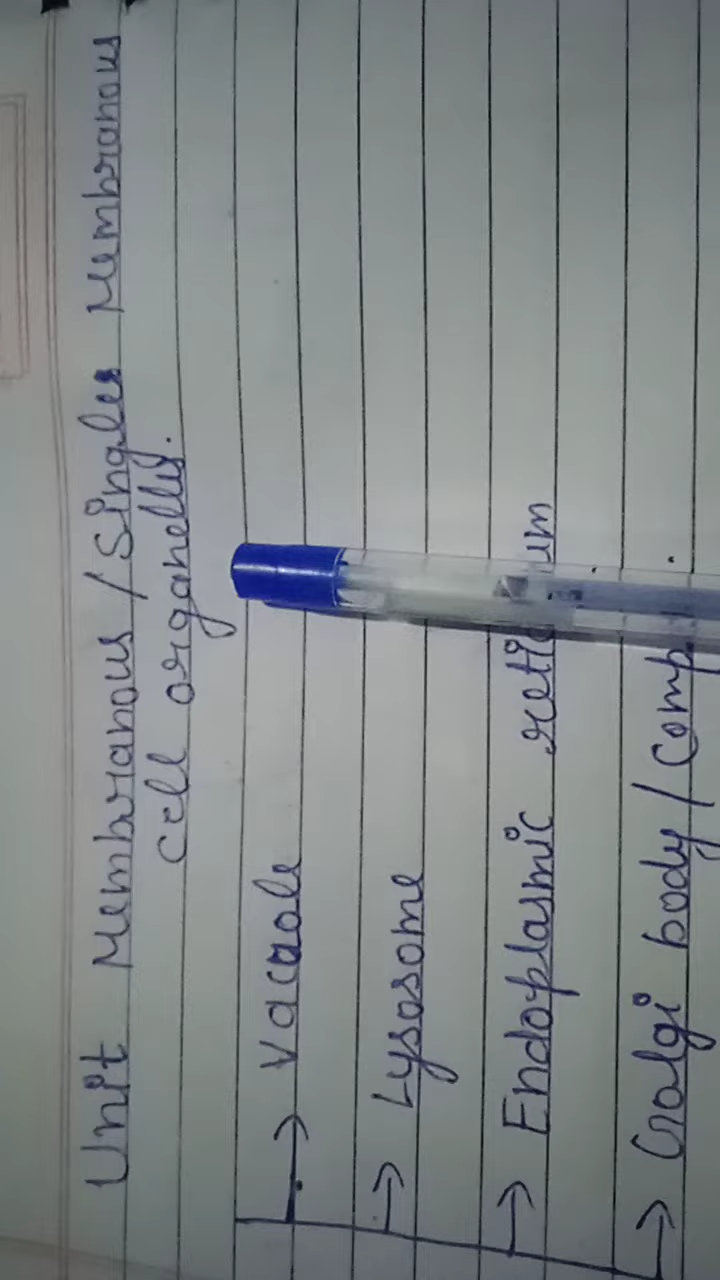 Unit Membranous / Singles Membranous
cell organelles.
→ Vacuole
→ Lysosome
→ Endoplasmic
→ Golgi body / Comp